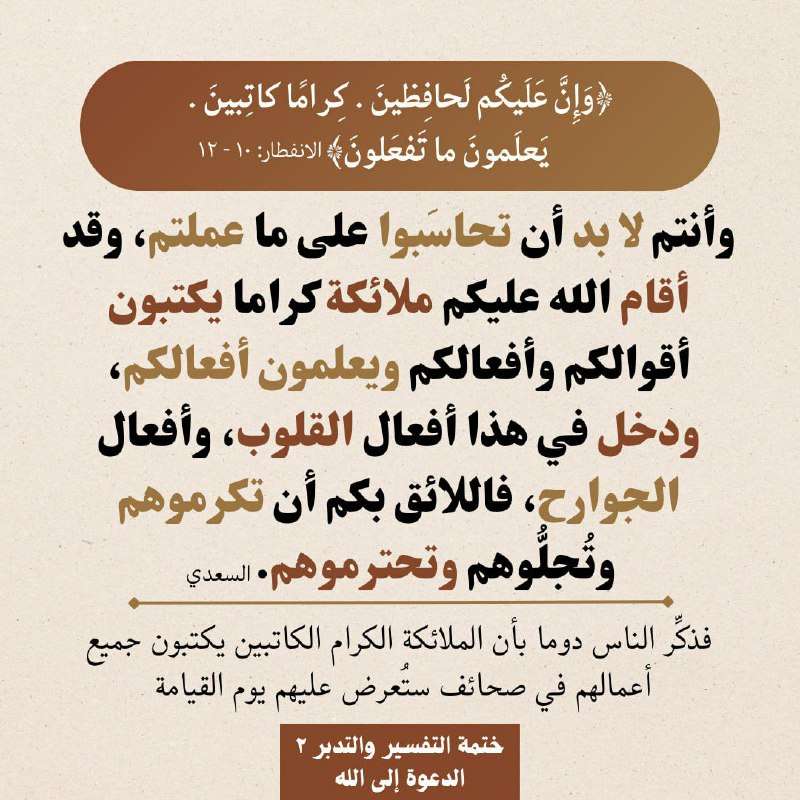 ﴿وَإِنَّ عَلَيكُم لَحافِظينَ . كِرامًا كاتِبينَ .
يَعلَمونَ ما تَفعَلونَ﴾ الانفطار: ١٠ - ١٢
وأنتم لا بد أن تحاسَبوا على ما عملتم، وقد
أقام الله عليكم ملائكة كراما يكتبون
أقوالكم وأفعالكم ويعلمون أفعالكم،
ودخل في هذا أفعال القلوب، وأفعال
الجوارح، فاللائق بكم أن تكرموهم
وتُجلُّوهم وتحترموهم. السعدي
فذكِّر الناس دوما بأن الملائكة الكرام الكاتبين يكتبون جميع
أعمالهم في صحائف ستُعرض عليهم يوم القيامة
ختمة التفسير والتدبر ٢
الدعوة إلى الله